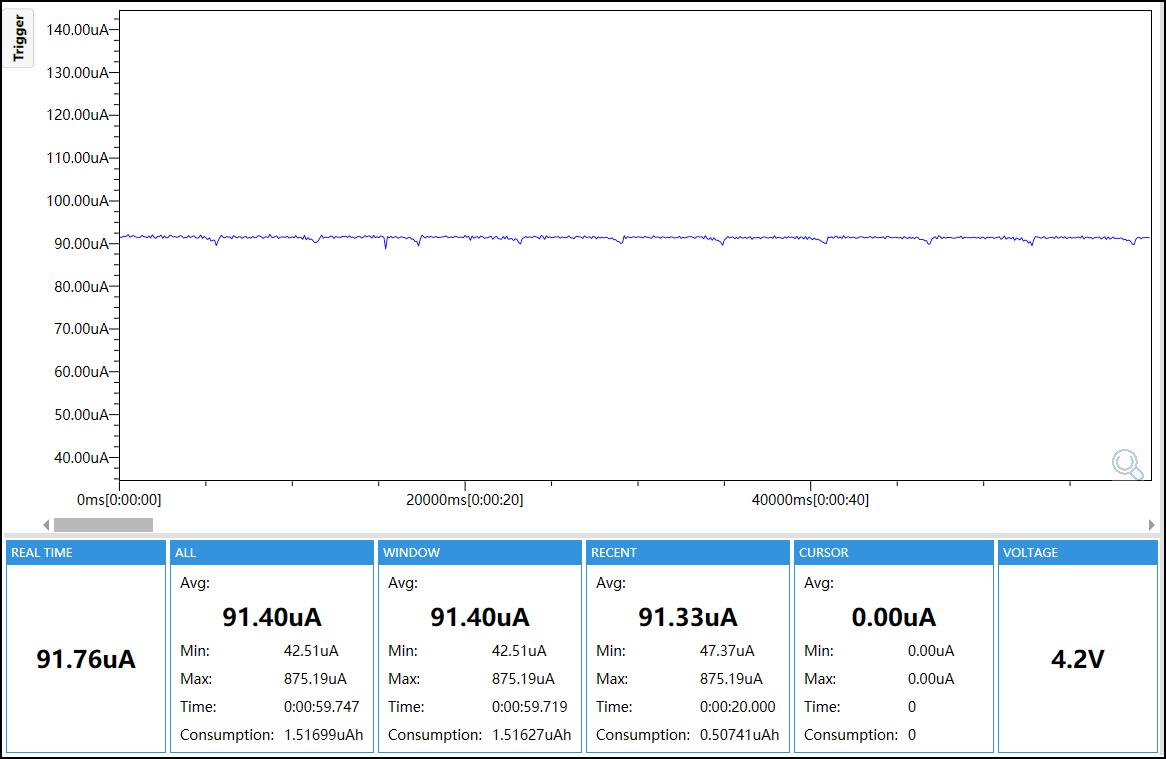 Trigger
140.00uA
130.00uA
120.00uA
110.00uA
100.00uA
90.00uA
80.00uA
70.00uA
60.00uA
50.00uA
40.00uA
0ms[0:00:00] 20000ms[0:00:20] 40000ms[0:00:40]
REAL TIME
91.76uA
ALL
Avg:
91.40uA
Min: 42.51uA
Max: 875.19uA
Time: 0:00:59.747
Consumption: 1.51699uAh
WINDOW
Avg:
91.40uA
Min: 42.51uA
Max: 875.19uA
Time: 0:00:59.719
Consumption: 1.51627uAh
RECENT
Avg:
91.33uA
Min: 47.37uA
Max: 875.19uA
Time: 0:00:20.000
Consumption: 0.50741uAh
CURSOR
Avg:
0.00uA
Min: 0.00uA
Max: 0.00uA
Time: 0
Consumption: 0
VOLTAGE
4.2V